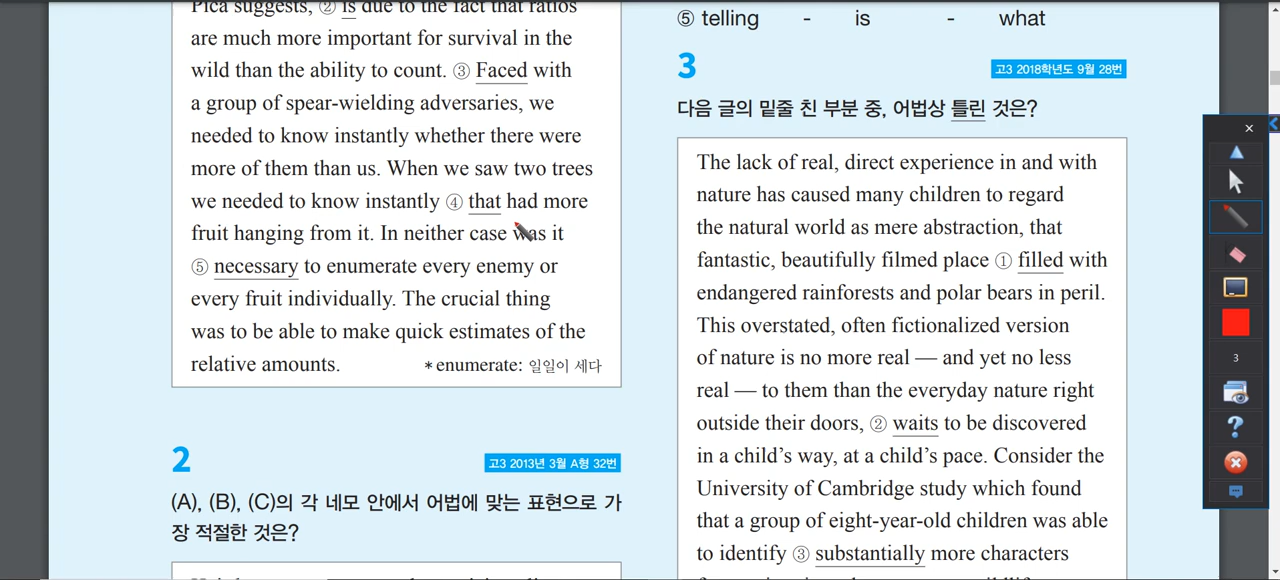 Pica suggests, ② is due to the fact that ratios
are much more important for survival in the
wild than the ability to count. ③ Faced with
a group of spear-wielding adversaries, we
needed to know instantly whether there were
more of them than us. When we saw two trees
we needed to know instantly ④ that had more
fruit hanging from it. In neither case was it
⑤ necessary to enumerate every enemy or
every fruit individually. The crucial thing
was to be able to make quick estimates of the
relative amounts.
*enumerate: 일일이 세다
2
고3 2013년 3월 A형 32번
(A), (B), (C)의 각 네모 안에서 어법에 맞는 표현으로 가
장 적절한 것은?
⑤ telling - is - what
3
고3 2018학년도 9월 28번
다음 글의 밑줄 친 부분 중, 어법상 틀린 것은?
The lack of real, direct experience in and with
nature has caused many children to regard
the natural world as mere abstraction, that
fantastic, beautifully filmed place ① filled with
endangered rainforests and polar bears in peril.
This overstated, often fictionalized version
of nature is no more real — and yet no less
real — to them than the everyday nature right
outside their doors, ② waits to be discovered
in a child's way, at a child's pace. Consider the
University of Cambridge study which found
that a group of eight-year-old children was able
to identify ③ substantially more characters
3